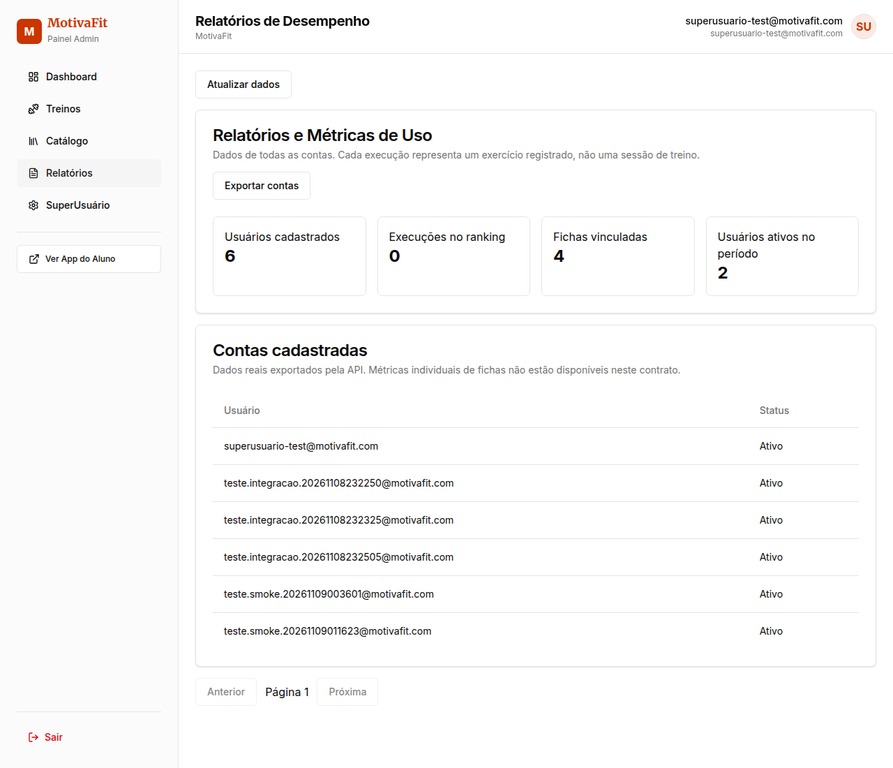 M
MotivaFit
Painel Admin
Dashboard
Treinos
Catálogo
Relatórios
SuperUsuário
Ver App do Aluno
Sair
Relatórios de Desempenho
MotivaFit
superusuario-test@motivafit.com
superusuario-test@motivafit.com
SU
Atualizar dados
Relatórios e Métricas de Uso
Dados de todas as contas. Cada execução representa um exercício registrado, não uma sessão de treino.
Exportar contas
Usuários cadastrados
6
Execuções no ranking
0
Fichas vinculadas
4
Usuários ativos no
período
2
Contas cadastradas
Dados reais exportados pela API. Métricas individuais de fichas não estão disponíveis neste contrato.
Usuário Status
superusuario-test@motivafit.com Ativo
teste.integracao.20261108232250@motivafit.com Ativo
teste.integracao.20261108232325@motivafit.com Ativo
teste.integracao.20261108232505@motivafit.com Ativo
teste.smoke.20261109003601@motivafit.com Ativo
teste.smoke.20261109011623@motivafit.com Ativo
Anterior Página 1 Próxima